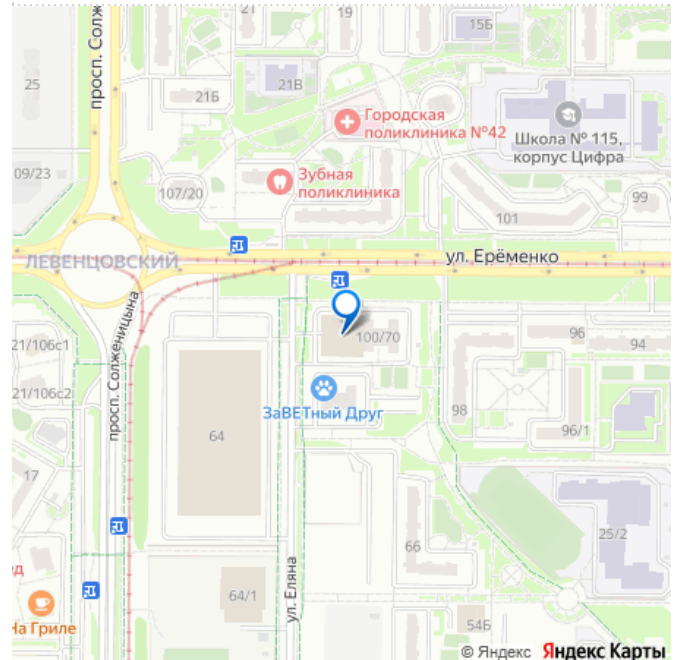 21
19
15Б
просп. Солж
25
21Б
21В
Городская
поликлиника №42
Школа № 115,
корпус Цифра
09/23
Зубная
поликлиника
107/20
99
101
ул. Ерёменко
ЛЕВЕНЦОВСКИЙ
просп. Солженицына
100/70
96
94
21/106с1
21/106с2
ЗаВЕТный Друг
98
96/1
64
17
25/2
66
ед
64/1
ул. Еляна
На Гриле
54Б
© Яндекс Яндекс Карты